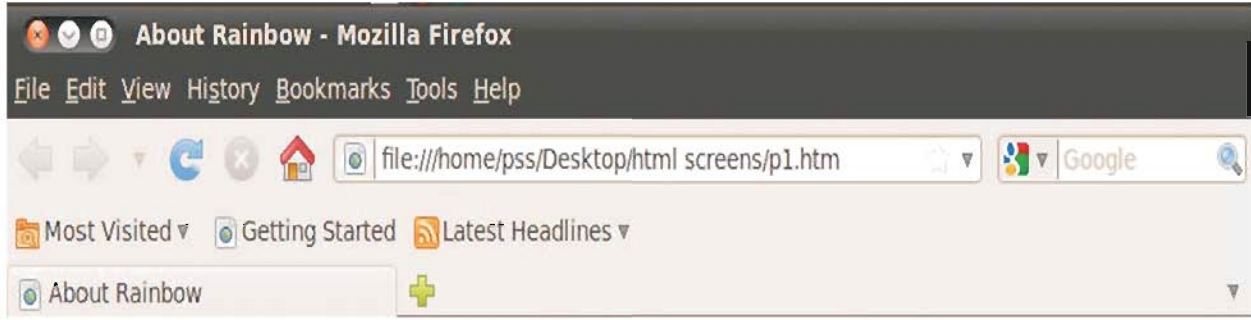 About Rainbow - Mozilla Firefox
File Edit View History Bookmarks Tools Help
file:///home/pss/Desktop/html screens/p1.htm Google
Most Visited Getting Started Latest Headlines
About Rainbow